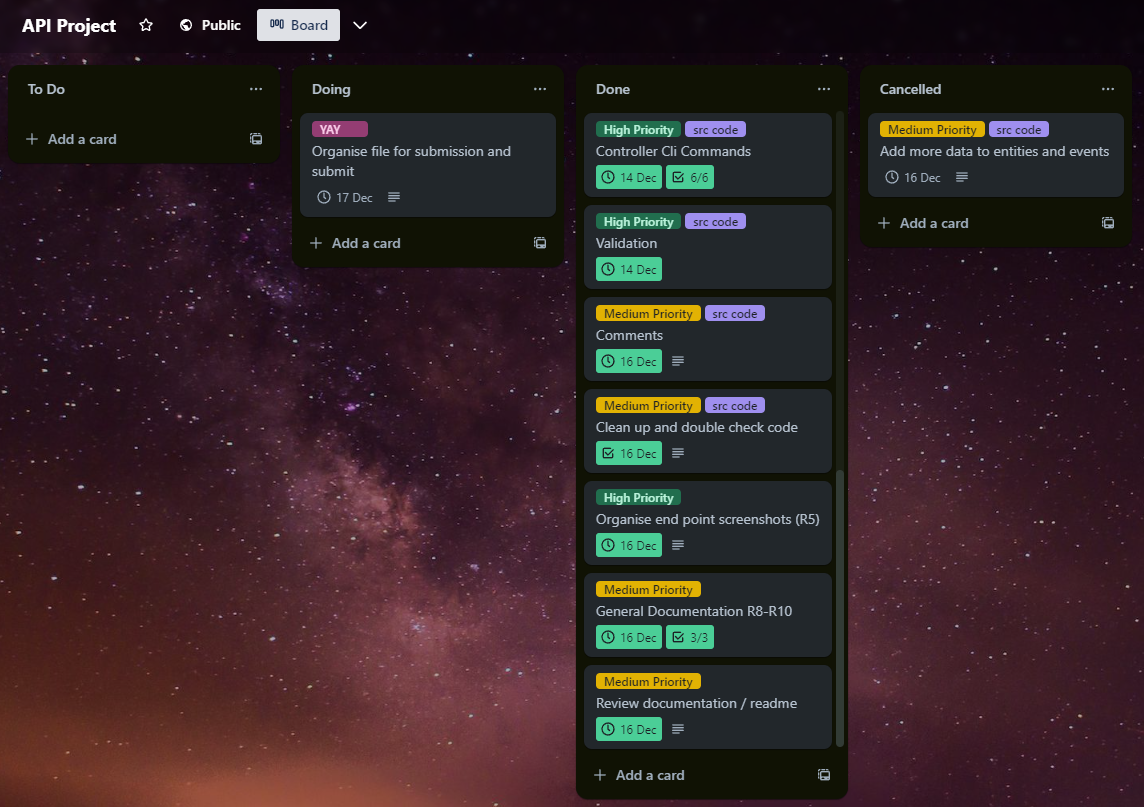 API Project
Public
Board
To Do
Add a card
Doing
YAY
Organise file for submission and
submit
17 Dec
Add a card
Done
High Priority src code
Controller Cli Commands
14 Dec 6/6
High Priority src code
Validation
14 Dec
Medium Priority src code
Comments
16 Dec
Medium Priority src code
Clean up and double check code
16 Dec
High Priority
Organise end point screenshots (R5)
16 Dec
Medium Priority
General Documentation R8-R10
16 Dec 3/3
Medium Priority
Review documentation / readme
16 Dec
Add a card
Cancelled
Medium Priority src code
Add more data to entities and events
16 Dec
Add a card